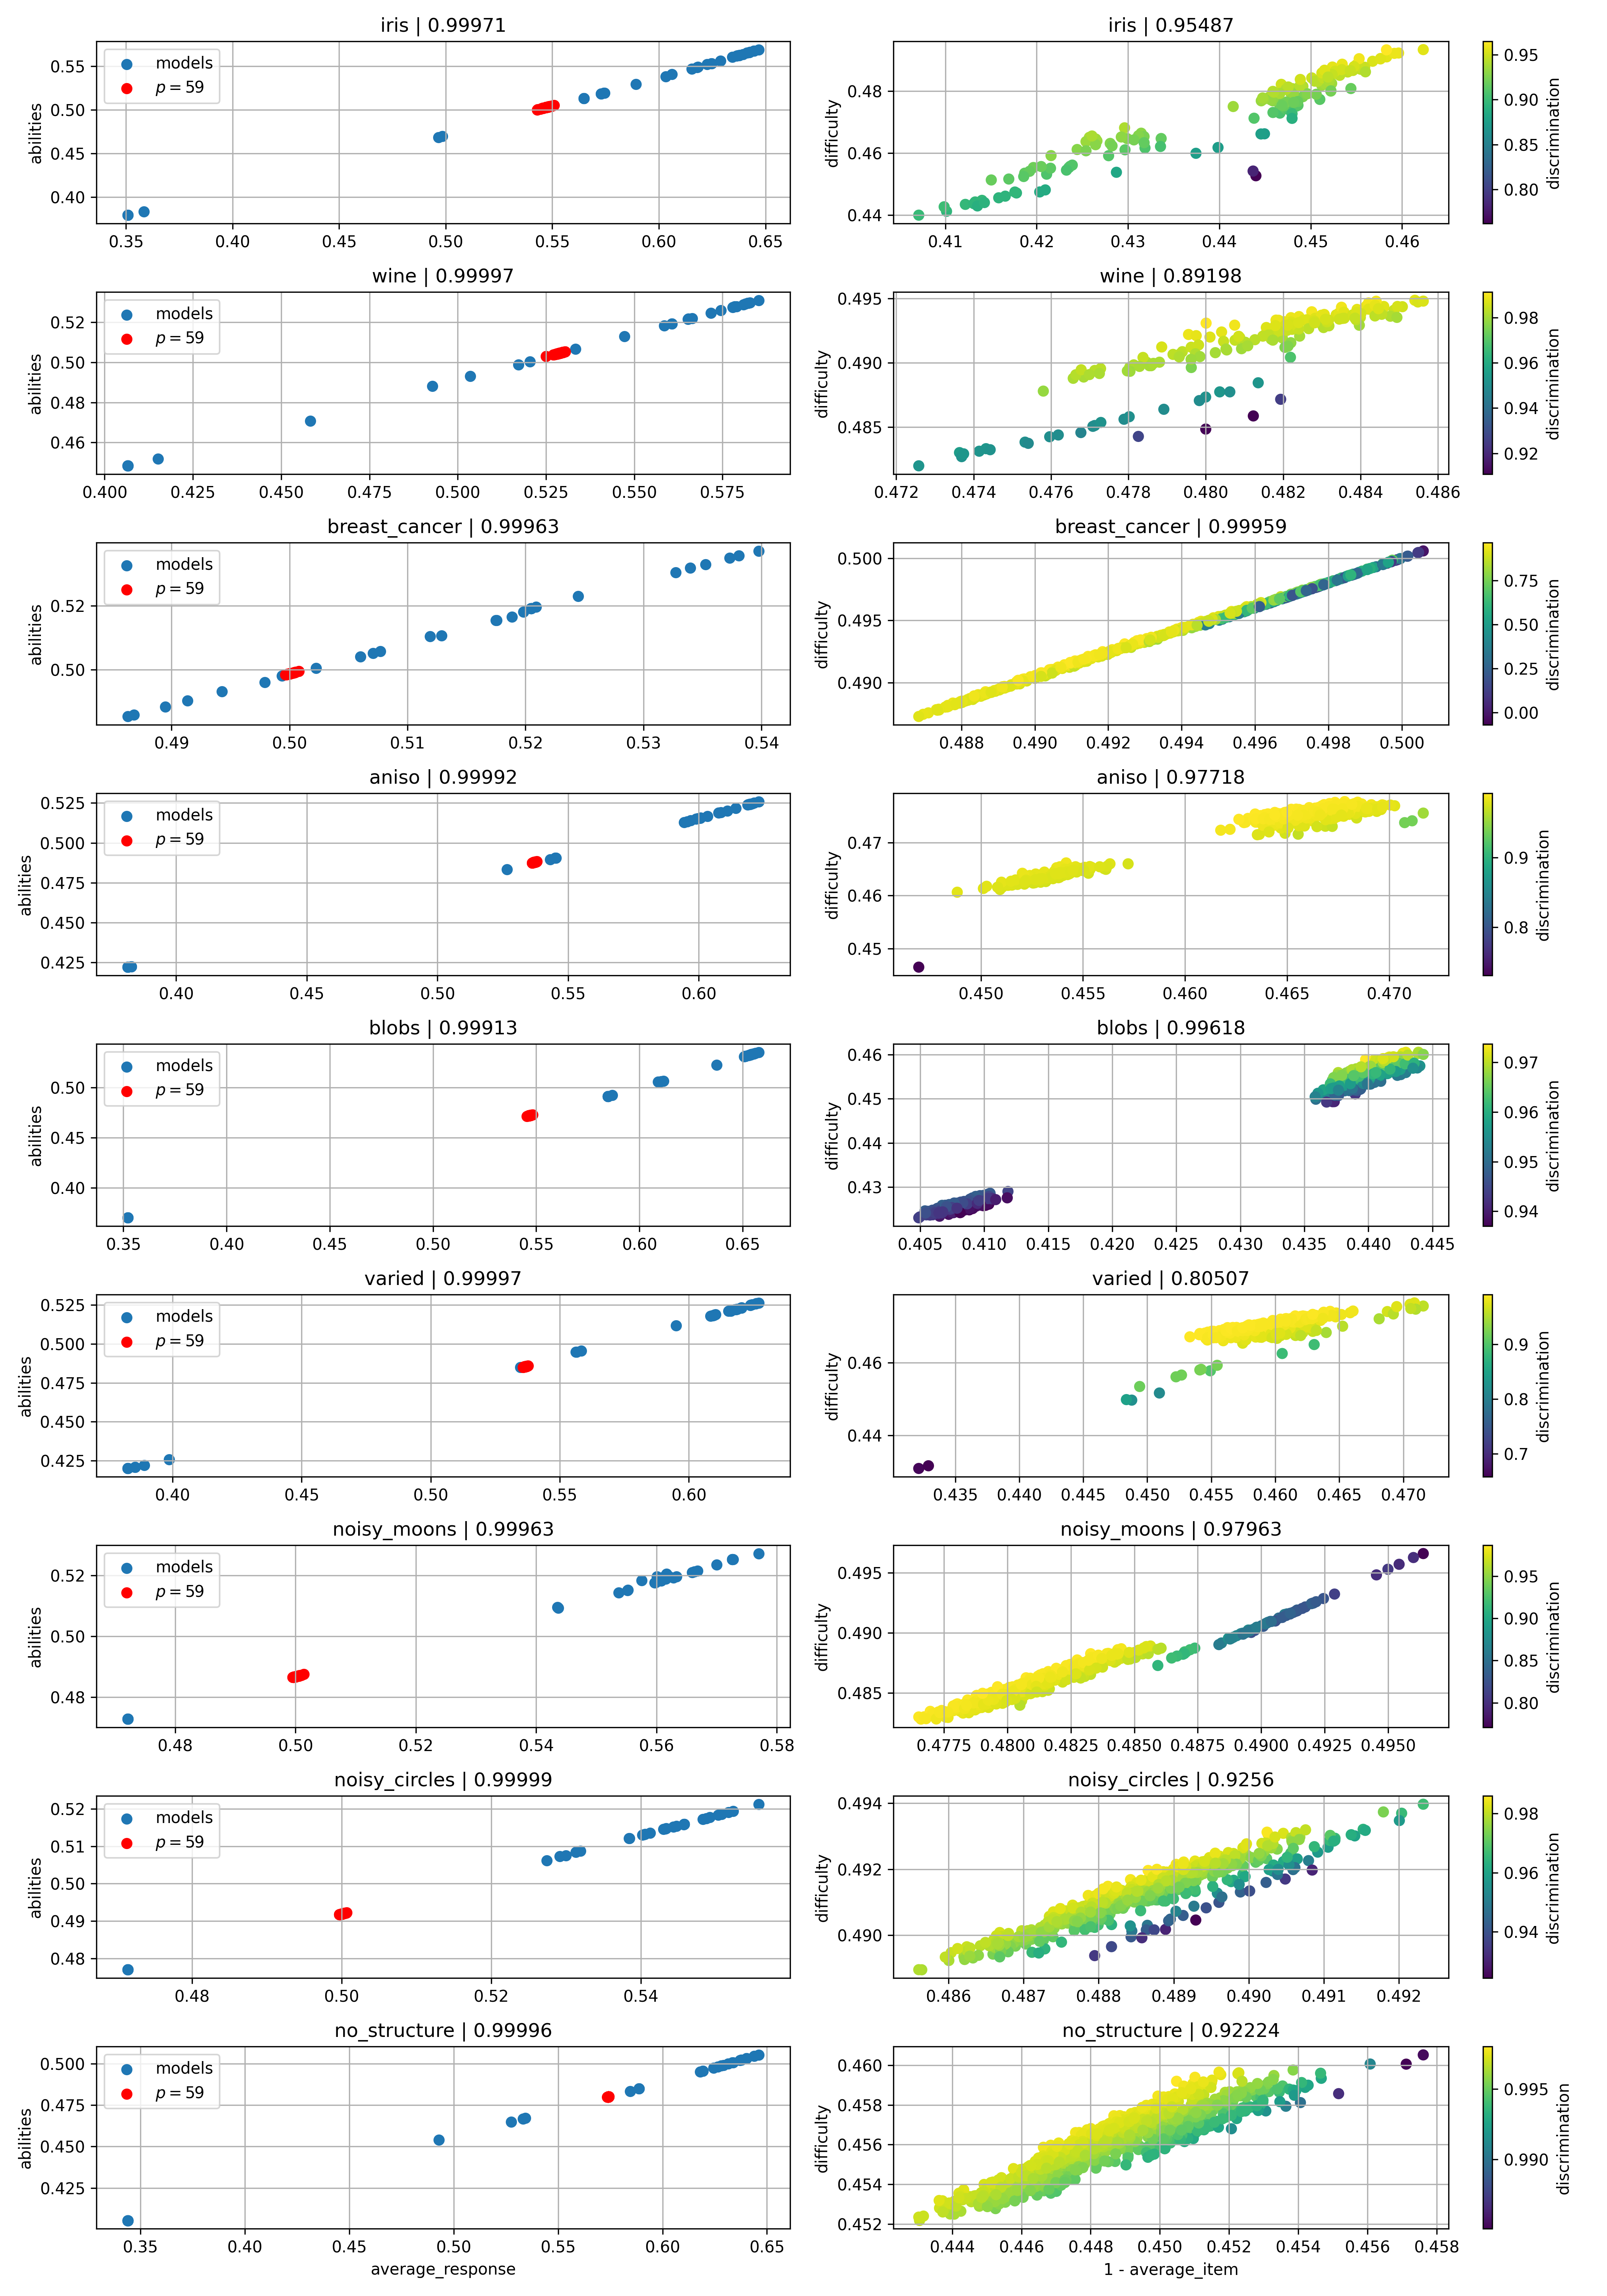 iris | 0.99971
abilities
0.55
0.50
0.45
0.40
models
p = 59
0.35 0.40 0.45 0.50 0.55 0.60 0.65
iris | 0.95487
difficulty
0.48
0.46
0.44
0.41 0.42 0.43 0.44 0.45 0.46
0.95
0.90
0.85
0.80
discrimination
wine | 0.99997
abilities
0.52
0.50
0.48
0.46
models
p = 59
0.400 0.425 0.450 0.475 0.500 0.525 0.550 0.575
wine | 0.89198
difficulty
0.495
0.490
0.485
0.472 0.474 0.476 0.478 0.480 0.482 0.484 0.486
0.98
0.96
0.94
0.92
discrimination
breast_cancer | 0.99963
abilities
0.52
0.50
models
p = 59
0.49 0.50 0.51 0.52 0.53 0.54
breast_cancer | 0.99959
difficulty
0.500
0.495
0.490
0.488 0.490 0.492 0.494 0.496 0.498 0.500
0.75
0.50
0.25
0.00
discrimination
aniso | 0.99992
abilities
0.525
0.500
0.475
0.450
0.425
models
p = 59
0.40 0.45 0.50 0.55 0.60
aniso | 0.97718
difficulty
0.47
0.46
0.45
0.450 0.455 0.460 0.465 0.470
0.9
0.8
discrimination
blobs | 0.99913
abilities
0.50
0.45
0.40
models
p = 59
0.35 0.40 0.45 0.50 0.55 0.60 0.65
blobs | 0.99618
difficulty
0.46
0.45
0.44
0.43
0.405 0.410 0.415 0.420 0.425 0.430 0.435 0.440 0.445
0.97
0.96
0.95
0.94
discrimination
varied | 0.99997
abilities
0.525
0.500
0.475
0.450
0.425
models
p = 59
0.40 0.45 0.50 0.55 0.60
varied | 0.80507
difficulty
0.46
0.44
0.435 0.440 0.445 0.450 0.455 0.460 0.465 0.470
0.9
0.8
0.7
discrimination
noisy_moons | 0.99963
abilities
0.52
0.50
0.48
models
p = 59
0.48 0.50 0.52 0.54 0.56 0.58
noisy_moons | 0.97963
difficulty
0.495
0.490
0.485
0.4775 0.4800 0.4825 0.4850 0.4875 0.4900 0.4925 0.4950
0.95
0.90
0.85
0.80
discrimination
noisy_circles | 0.99999
abilities
0.52
0.51
0.50
0.49
0.48
models
p = 59
0.48 0.50 0.52 0.54
noisy_circles | 0.9256
difficulty
0.494
0.492
0.490
0.486 0.487 0.488 0.489 0.490 0.491 0.492
0.98
0.96
0.94
discrimination
no_structure | 0.99996
abilities
0.500
0.475
0.450
0.425
models
p = 59
0.35 0.40 0.45 0.50 0.55 0.60 0.65
average_response
no_structure | 0.92224
difficulty
0.460
0.458
0.456
0.454
0.452
0.444 0.446 0.448 0.450 0.452 0.454 0.456 0.458
1 - average_item
0.995
0.990
discrimination